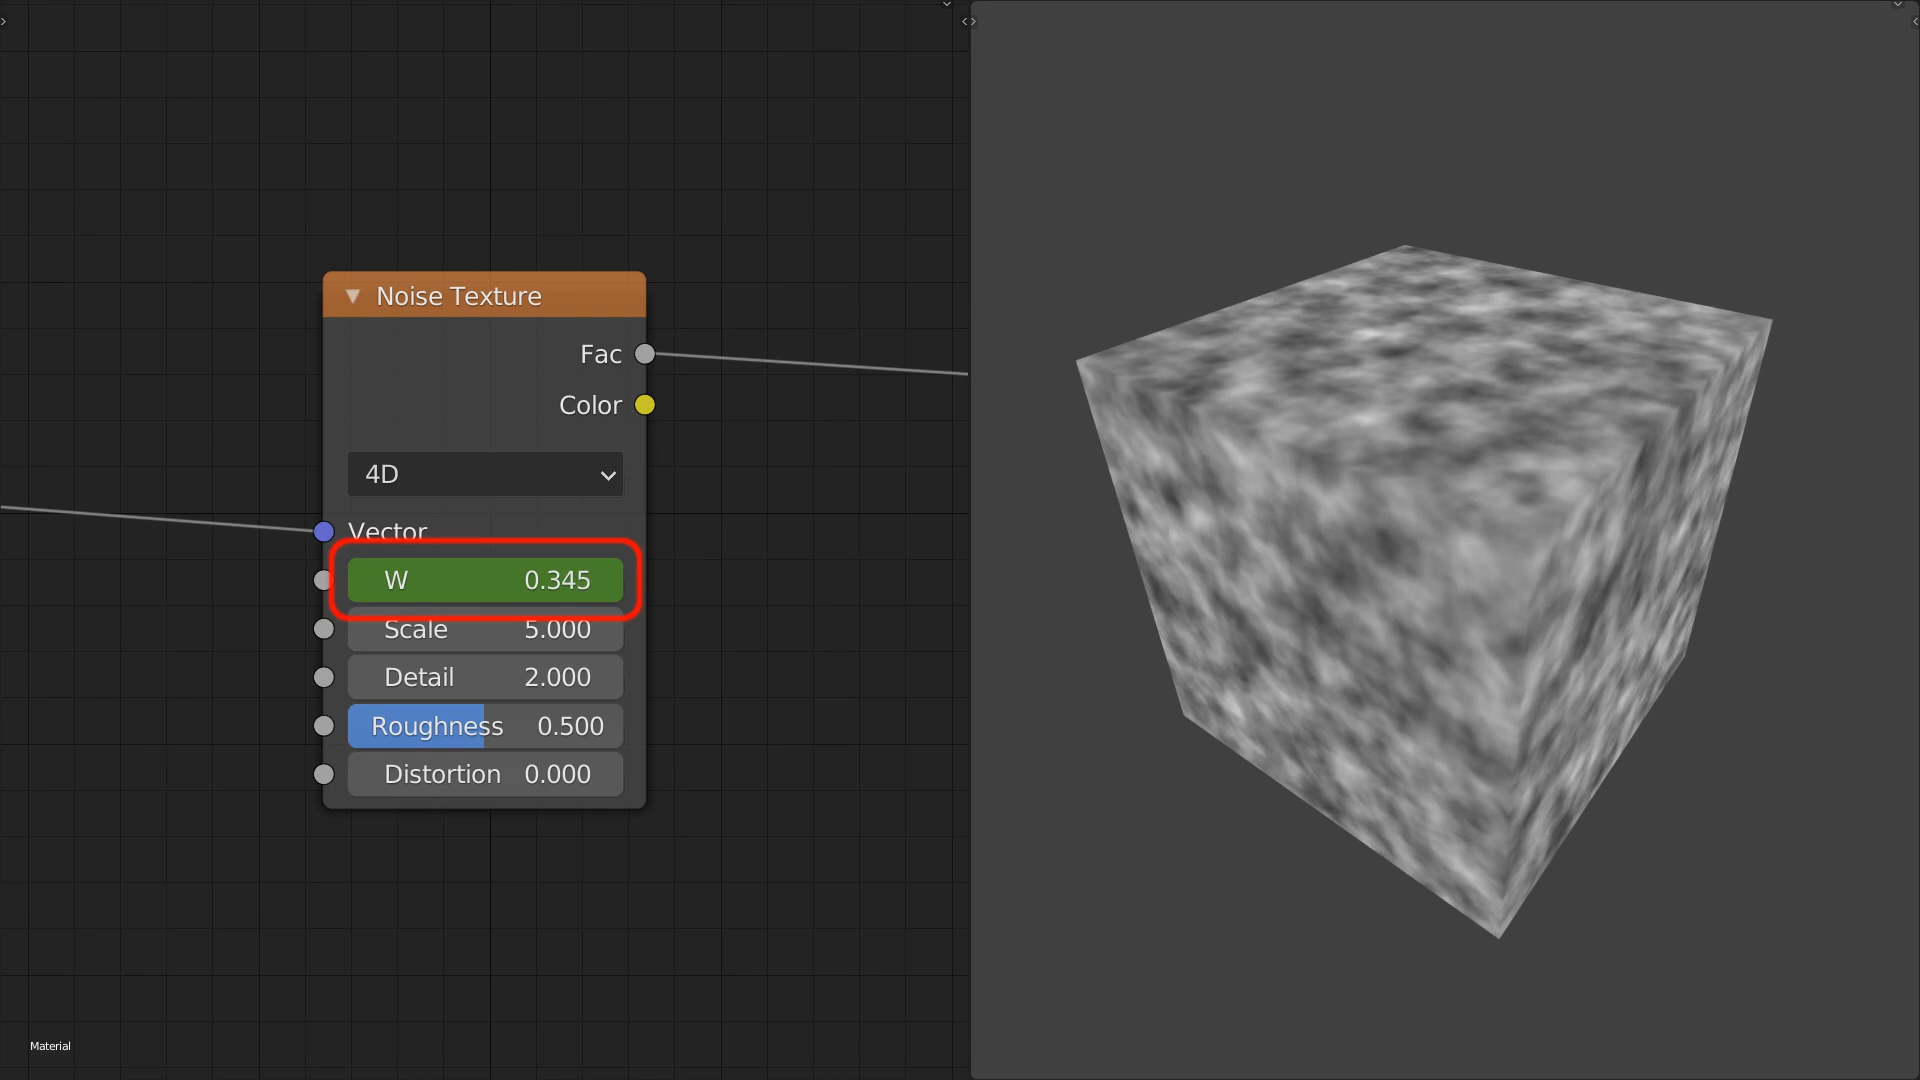 Noise Texture
Fac
Color
4D
Vector
W 0.345
Scale 5.000
Detail 2.000
Roughness 0.500
Distortion 0.000
Material